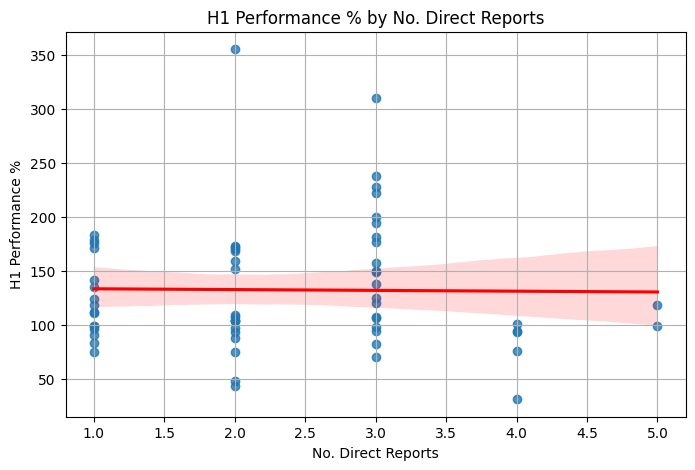 H1 Performance % by No. Direct Reports
350
300
250
200
150
100
50
H1 Performance %
1.0 1.5 2.0 2.5 3.0 3.5 4.0 4.5 5.0
No. Direct Reports